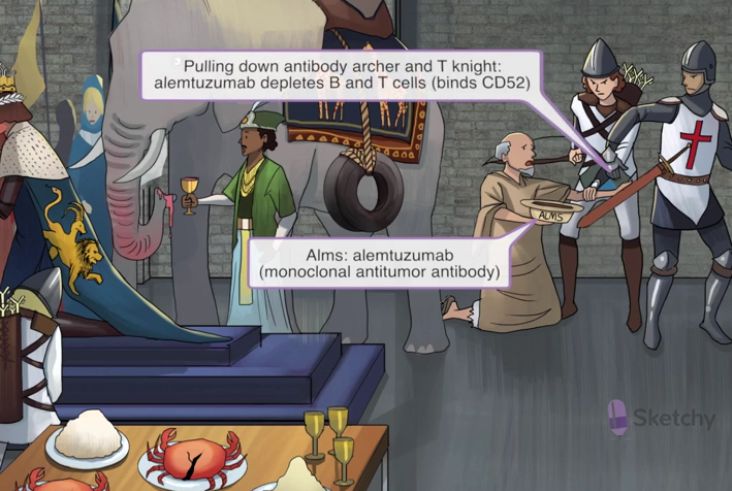 Pulling down antibody archer and T knight:
alemtuzumab depletes B and T cells (binds CD52)
ALMS
Alms: alemtuzumab
(monoclonal antitumor antibody)
Sketchy